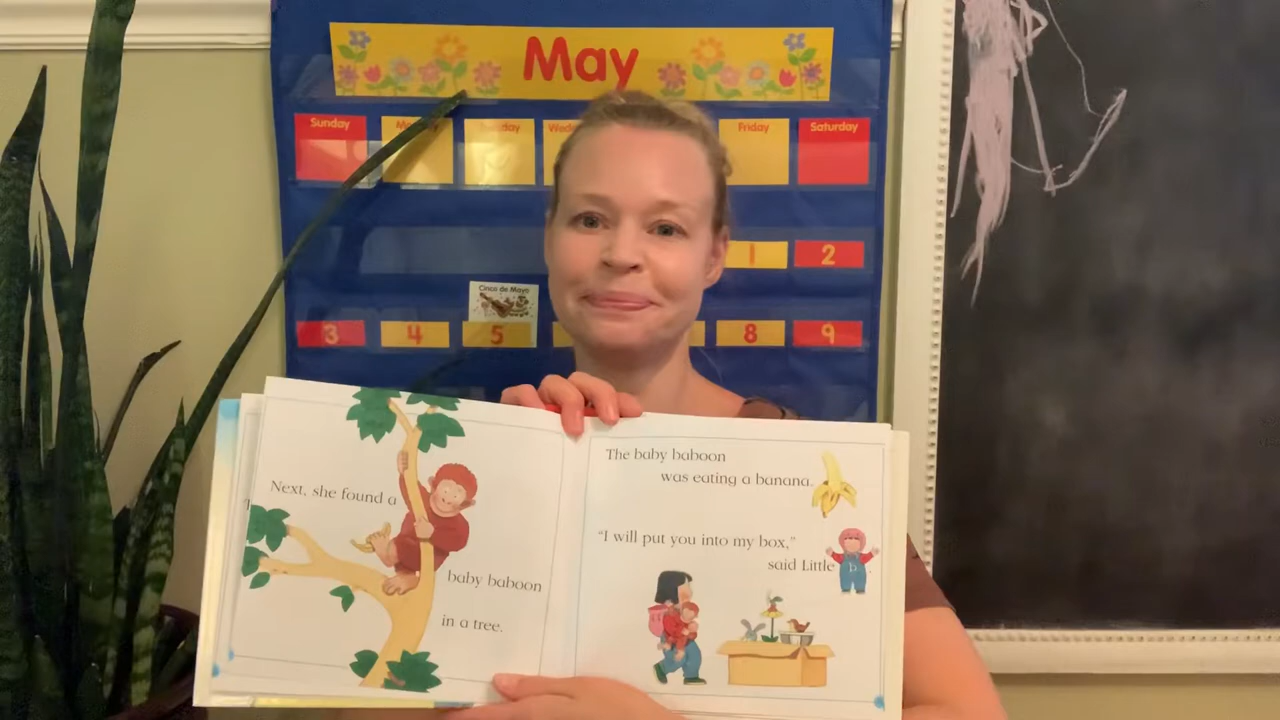 May
Sunday
Friday
Saturday
1
2
Cinco de Mayo
3
4
5
8
9
Next, she found a
baby baboon
in a tree.
The baby baboon
was eating a banana.
"I will put you into my box,"
said Little
b